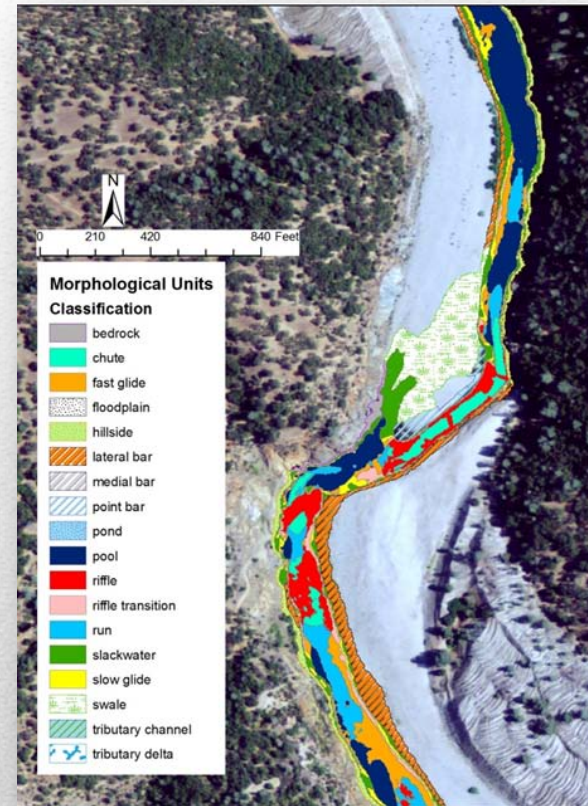 N
0 210 420 840 Feet
Morphological Units
Classification
bedrock
chute
fast glide
floodplain
hillside
lateral bar
medial bar
point bar
pond
pool
riffle
riffle transition
run
slackwater
slow glide
swale
tributary channel
tributary delta